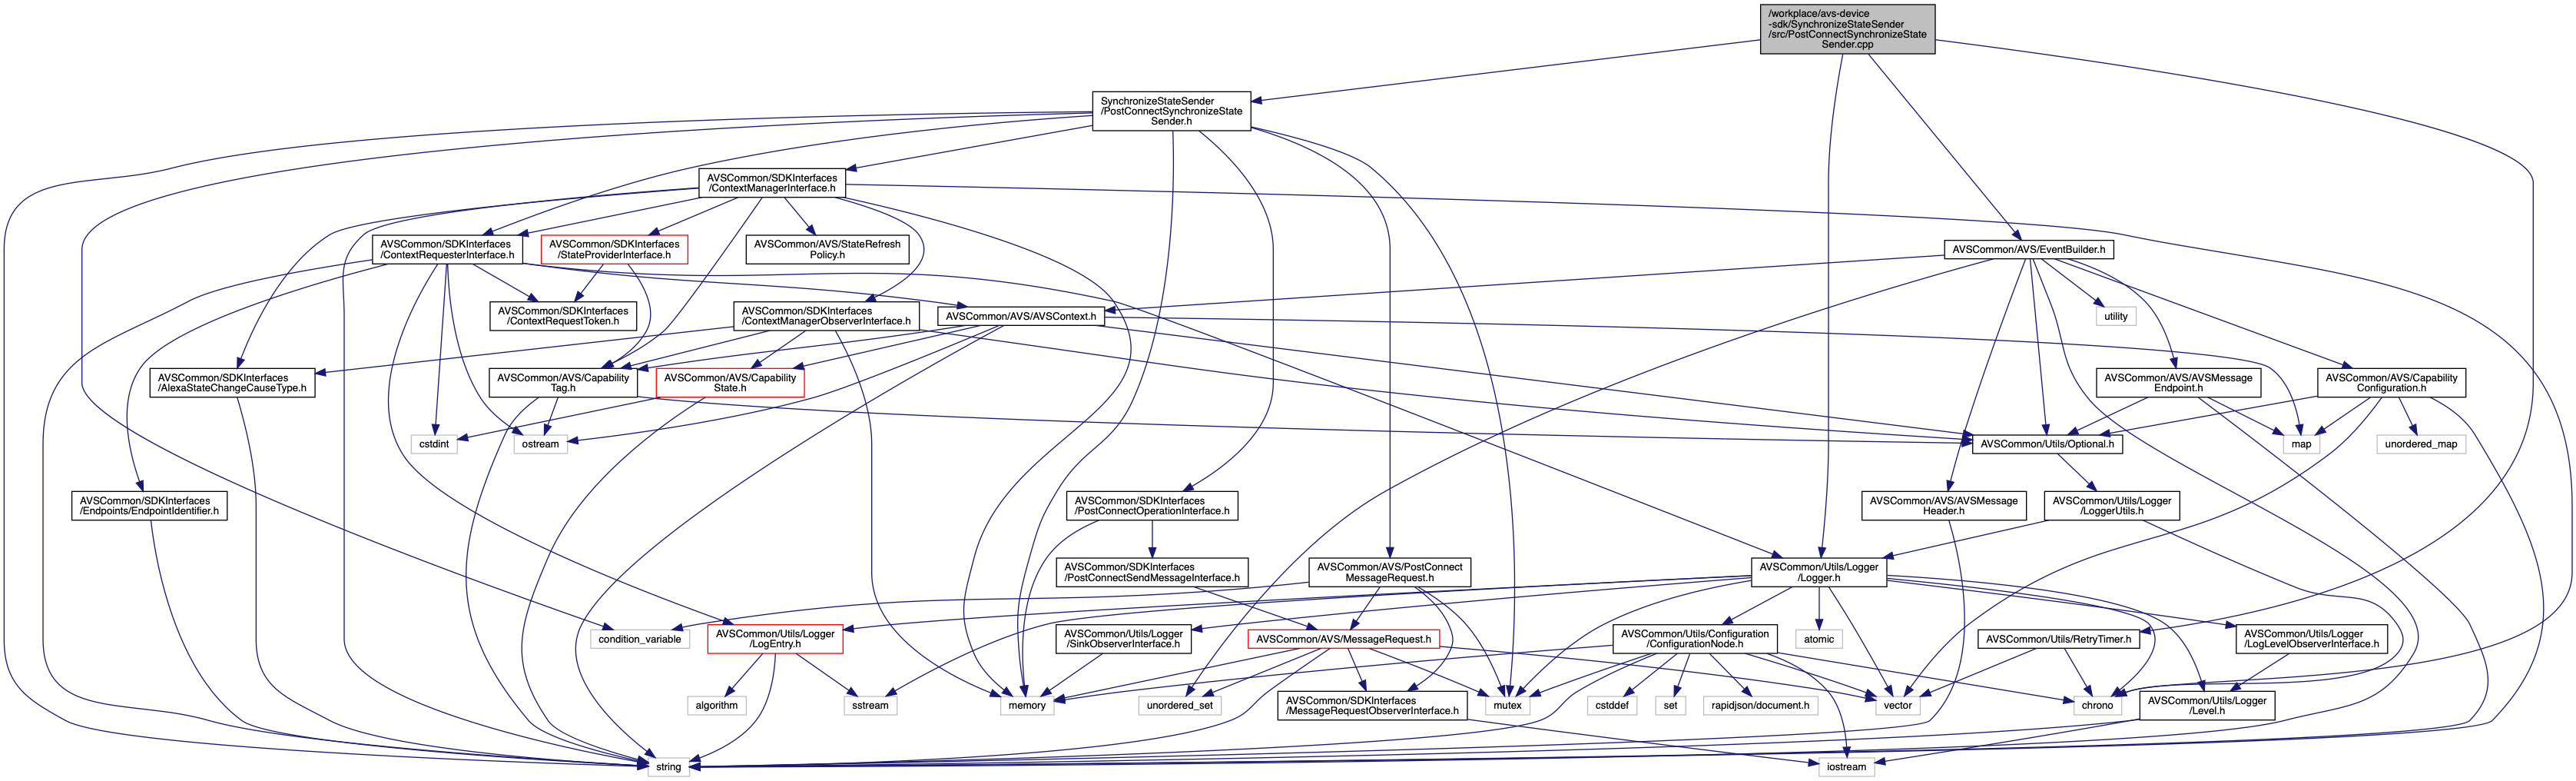 /workplace/avs-device
-sdk/SynchronizeStateSender
/src/PostConnectSynchronizeState
Sender.cpp
SynchronizeStateSender
/PostConnectSynchronizeState
Sender.h
AVSCommon/SDKInterfaces
/ContextManagerInterface.h
AVSCommon/SDKInterfaces
/ContextRequesterInterface.h
AVSCommon/SDKInterfaces
/StateProviderInterface.h
AVSCommon/AVS/StateRefresh
Policy.h
AVSCommon/AVS/EventBuilder.h
AVSCommon/SDKInterfaces
/ContextRequestToken.h
AVSCommon/SDKInterfaces
/ContextManagerObserverInterface.h
AVSCommon/AVS/AVSContext.h
utility
AVSCommon/SDKInterfaces
/AlexaStateChangeCauseType.h
AVSCommon/AVS/Capability
Tag.h
AVSCommon/AVS/Capability
State.h
AVSCommon/AVS/AVSMessage
Endpoint.h
AVSCommon/AVS/Capability
Configuration.h
cstdint
ostream
AVSCommon/Utils/Optional.h
map
unordered_map
AVSCommon/SDKInterfaces
/Endpoints/EndpointIdentifier.h
AVSCommon/SDKInterfaces
/PostConnectOperationInterface.h
AVSCommon/AVS/AVSMessage
Header.h
AVSCommon/Utils/Logger
/LoggerUtils.h
AVSCommon/SDKInterfaces
/PostConnectSendMessageInterface.h
AVSCommon/AVS/PostConnect
MessageRequest.h
AVSCommon/Utils/Logger
/Logger.h
condition_variable
AVSCommon/Utils/Logger
/LogEntry.h
AVSCommon/Utils/Logger
/SinkObserverInterface.h
AVSCommon/AVS/MessageRequest.h
AVSCommon/Utils/Configuration
/ConfigurationNode.h
atomic
AVSCommon/Utils/RetryTimer.h
AVSCommon/Utils/Logger
/LogLevelObserverInterface.h
algorithm
sstream
memory
unordered_set
AVSCommon/SDKInterfaces
/MessageRequestObserverInterface.h
mutex
cstddef
set
rapidjson/document.h
vector
chrono
AVSCommon/Utils/Logger
/Level.h
string
iostream